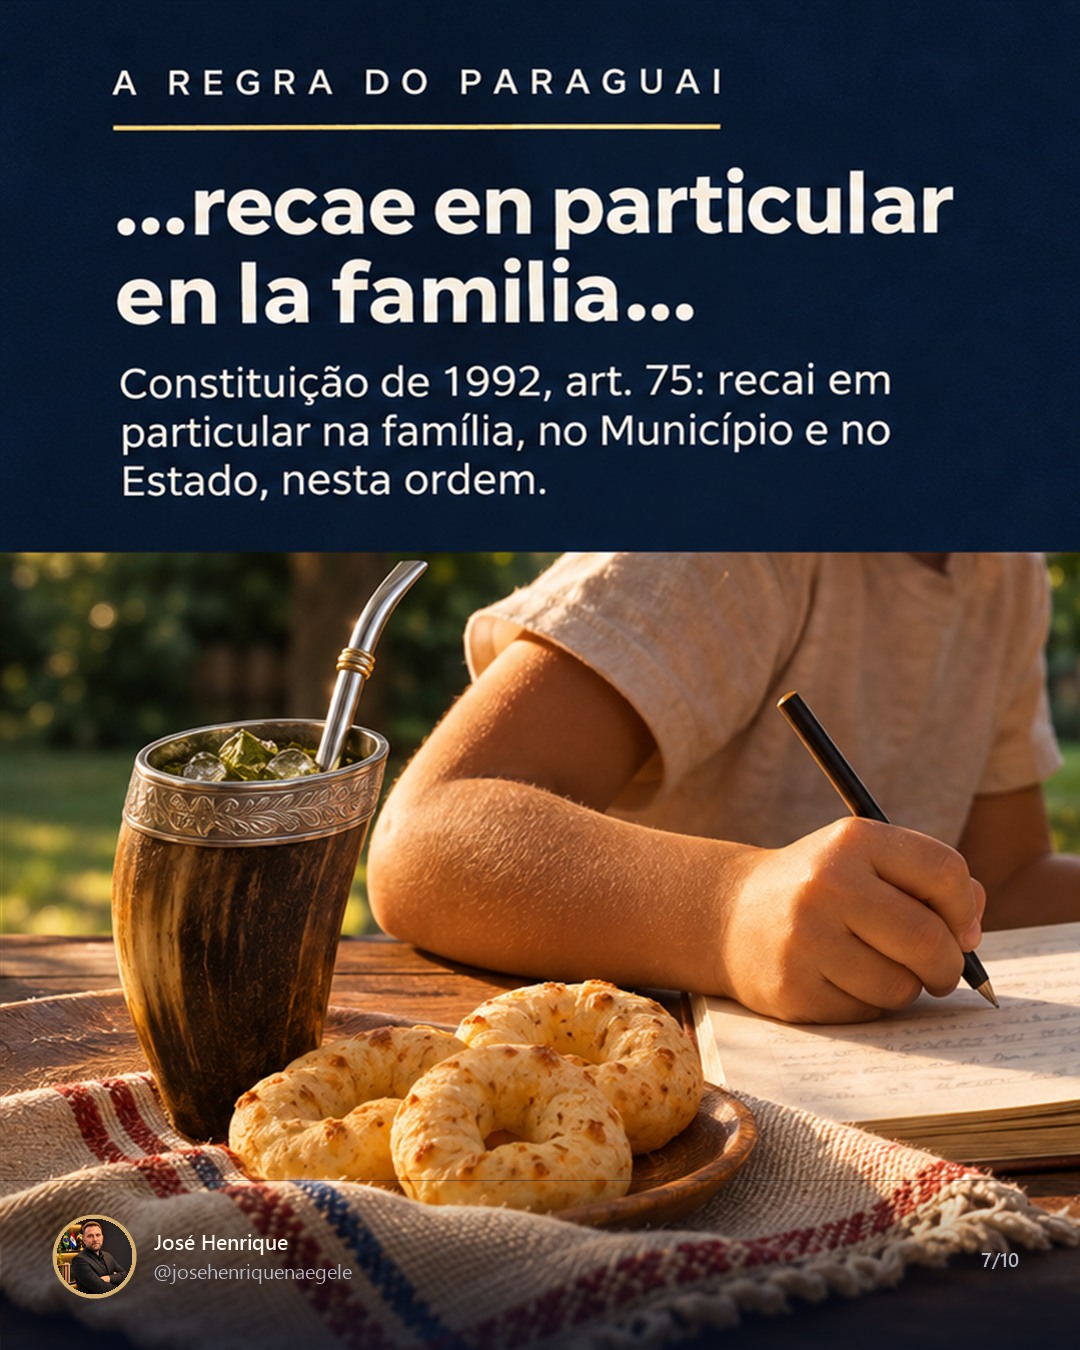 A REGRA DO PARAGUAI
...recae en particular
en la familia...
Constituição de 1992, art. 75: recai em
particular na família, no Município e no
Estado, nesta ordem.
José Henrique
@josehenriquenaegele
7/10